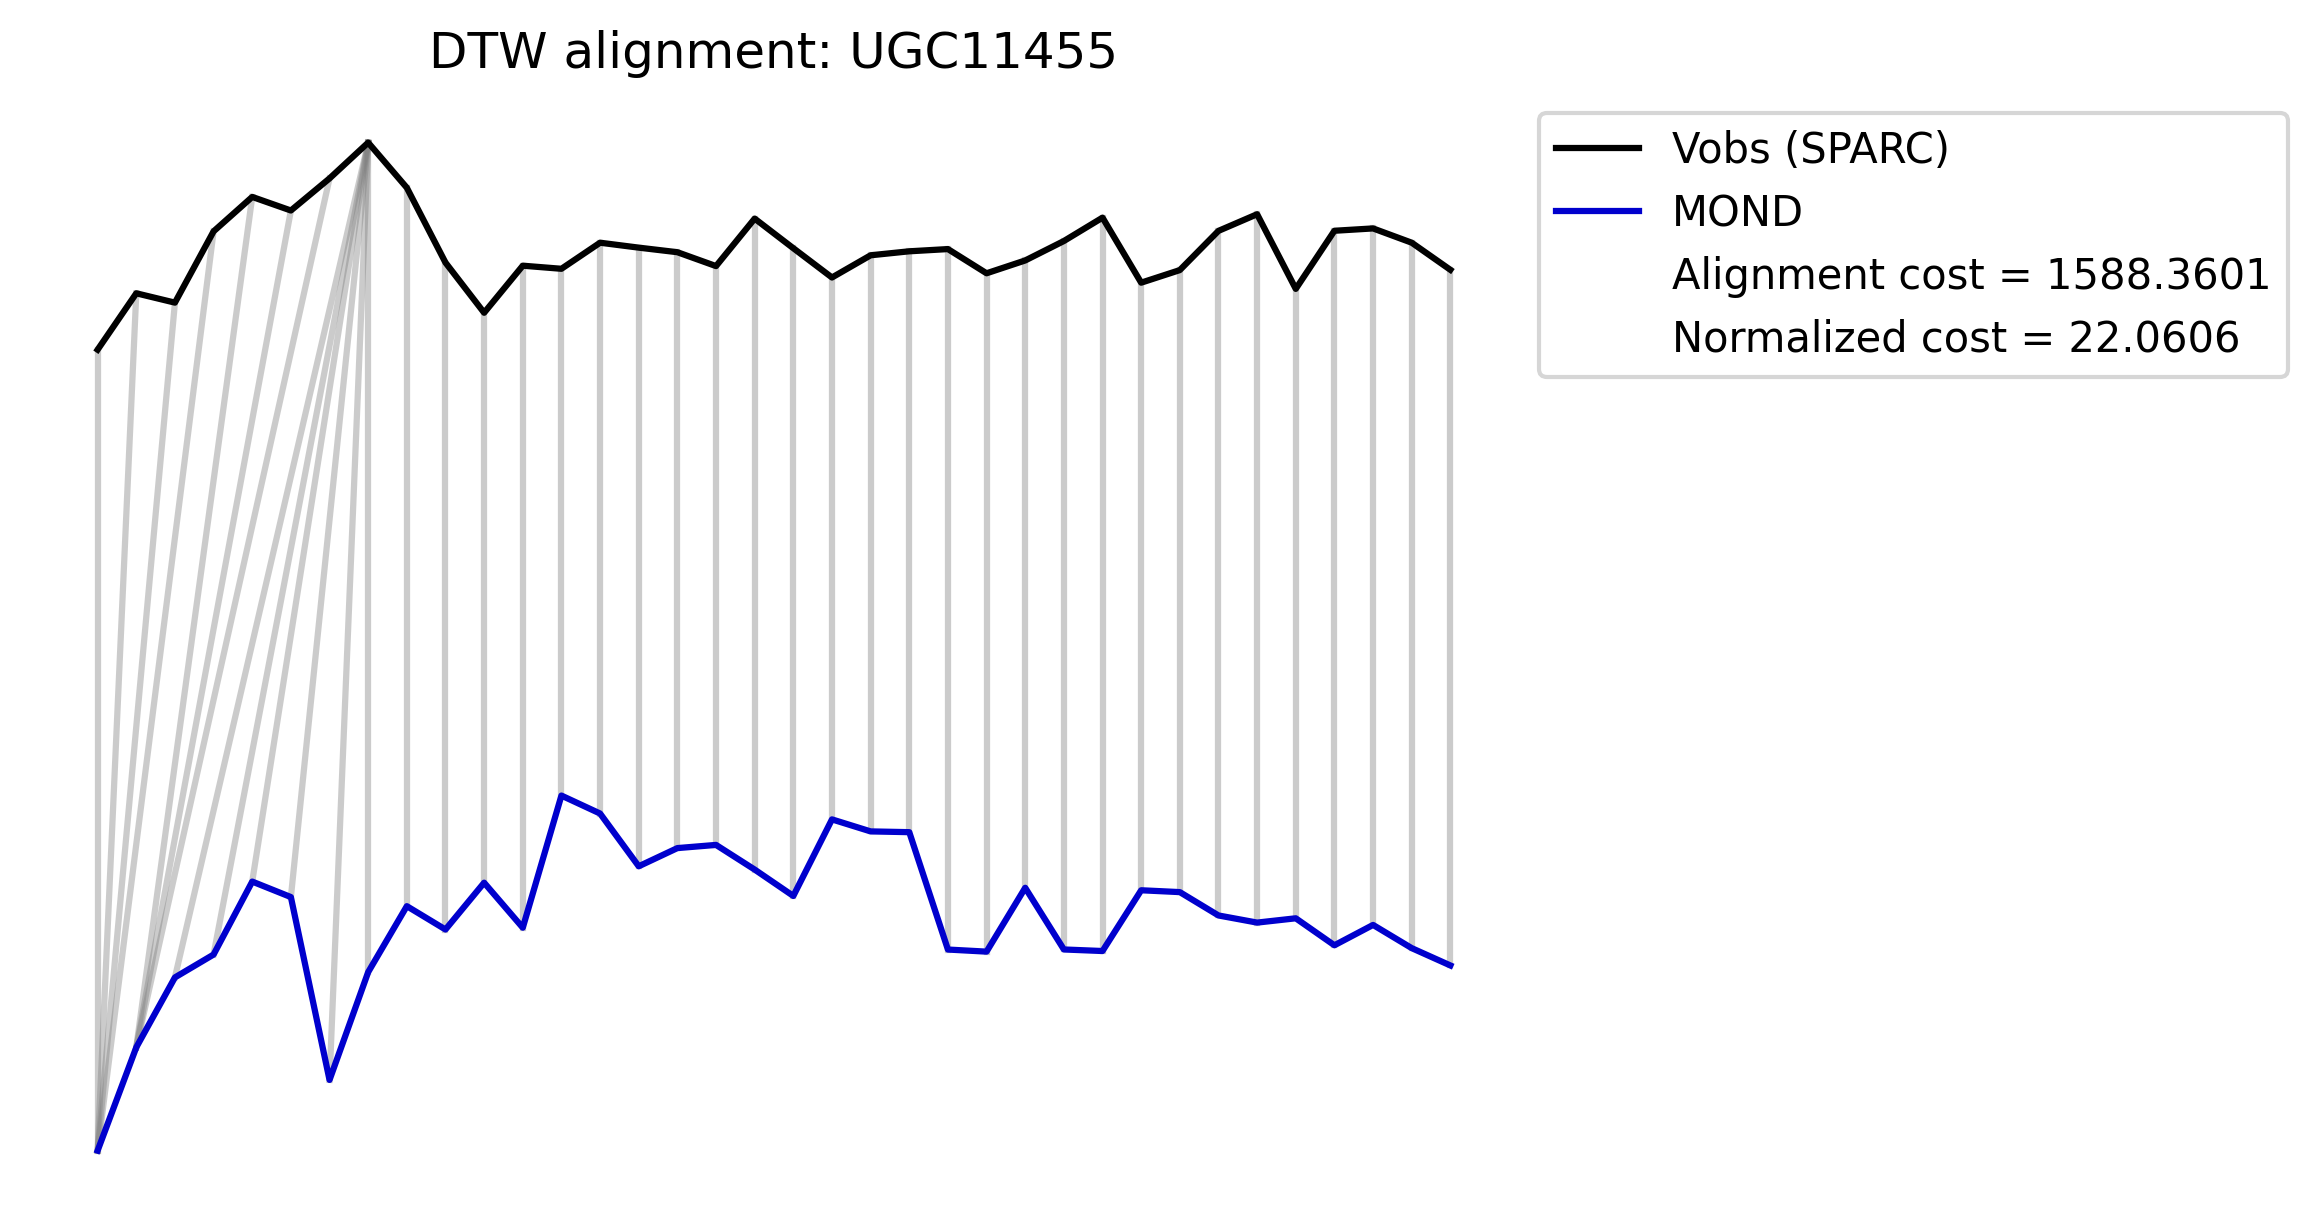 DTW alignment: UGC11455
Vobs (SPARC)
MOND
Alignment cost = 1588.3601
Normalized cost = 22.0606